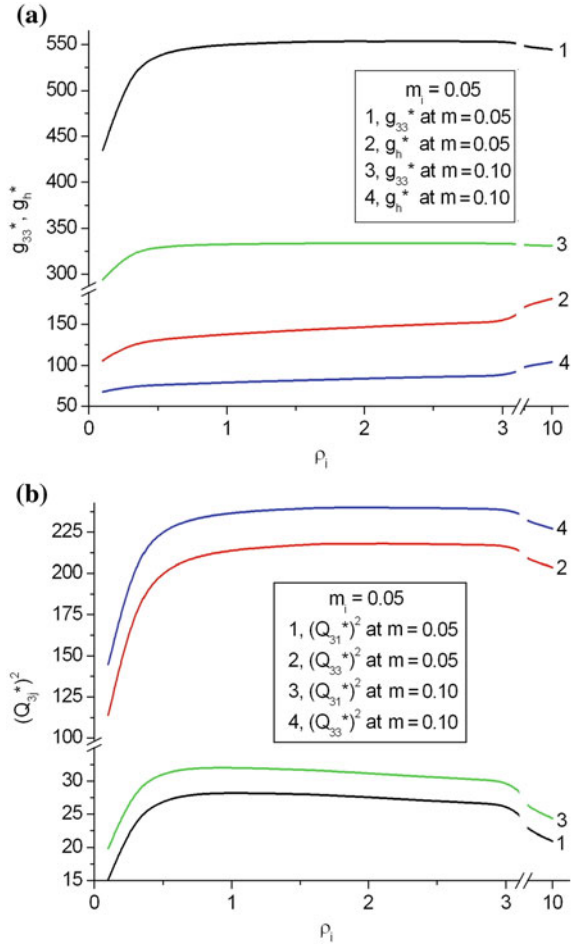 (a)
550
500
450
400
350
300
150
100
50
g33*, gh*
mi = 0.05
1, g33* at m = 0.05
2, gh* at m = 0.05
3, g33* at m = 0.10
4, gh* at m = 0.10
1
3
2
4
0
1
2
3
10
ρi
(b)
225
200
175
150
125
100
30
25
20
15
(Q3j*)²
mi = 0.05
1, (Q31*)² at m = 0.05
2, (Q33*)² at m = 0.05
3, (Q31*)² at m = 0.10
4, (Q33*)² at m = 0.10
4
2
3
1
0
1
2
3
10
ρi